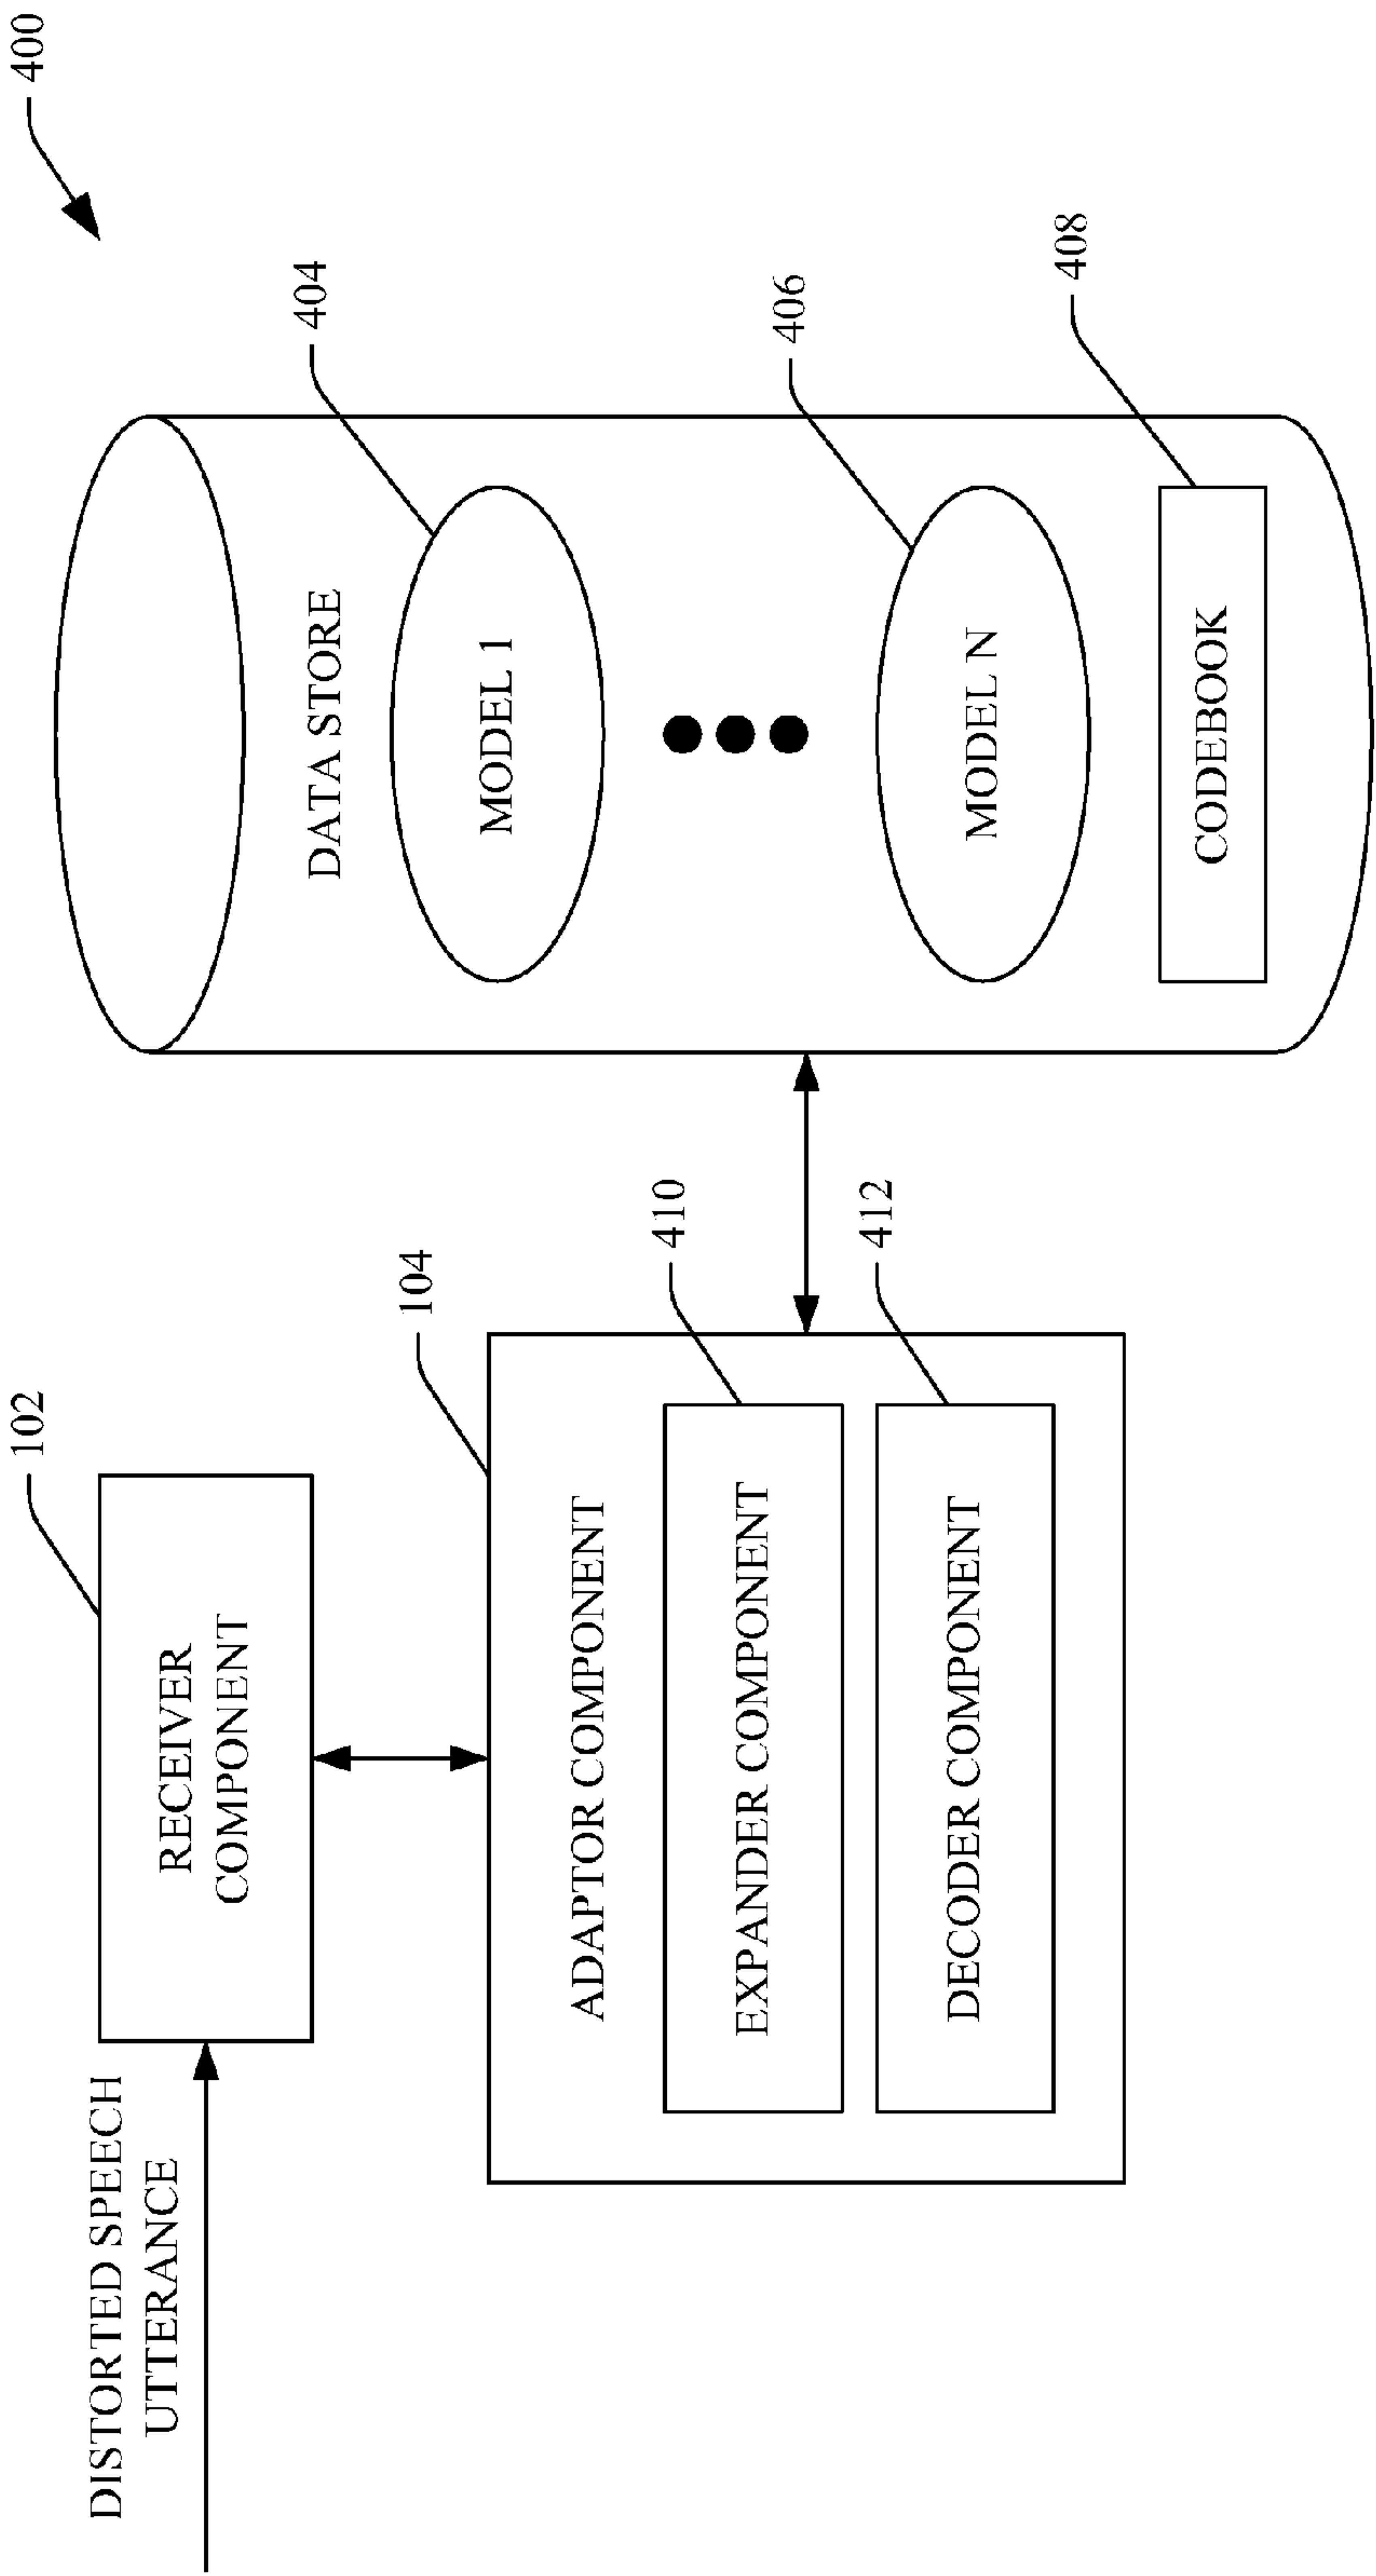 400
102
DISTORTED SPEECH
UTTERANCE
RECEIVER
COMPONENT
104
ADAPTOR COMPONENT
410
EXPANDER COMPONENT
412
DECODER COMPONENT
DATA STORE
404
MODEL 1
406
MODEL N
408
CODEBOOK